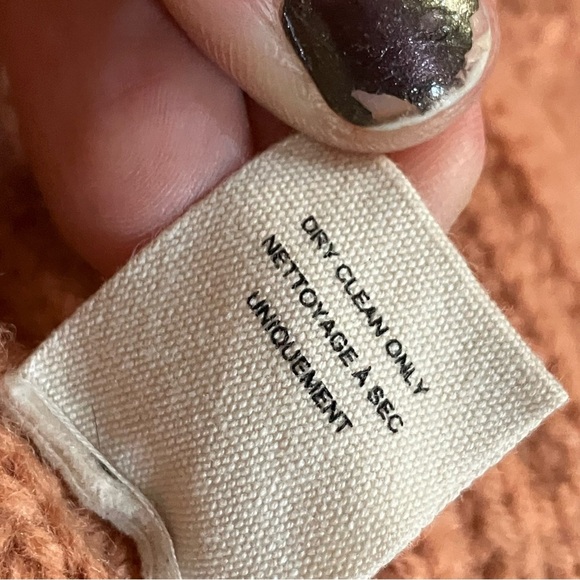 DRY CLEAN ONLY
NETTOYAGE À SEC
UNIQUEMENT